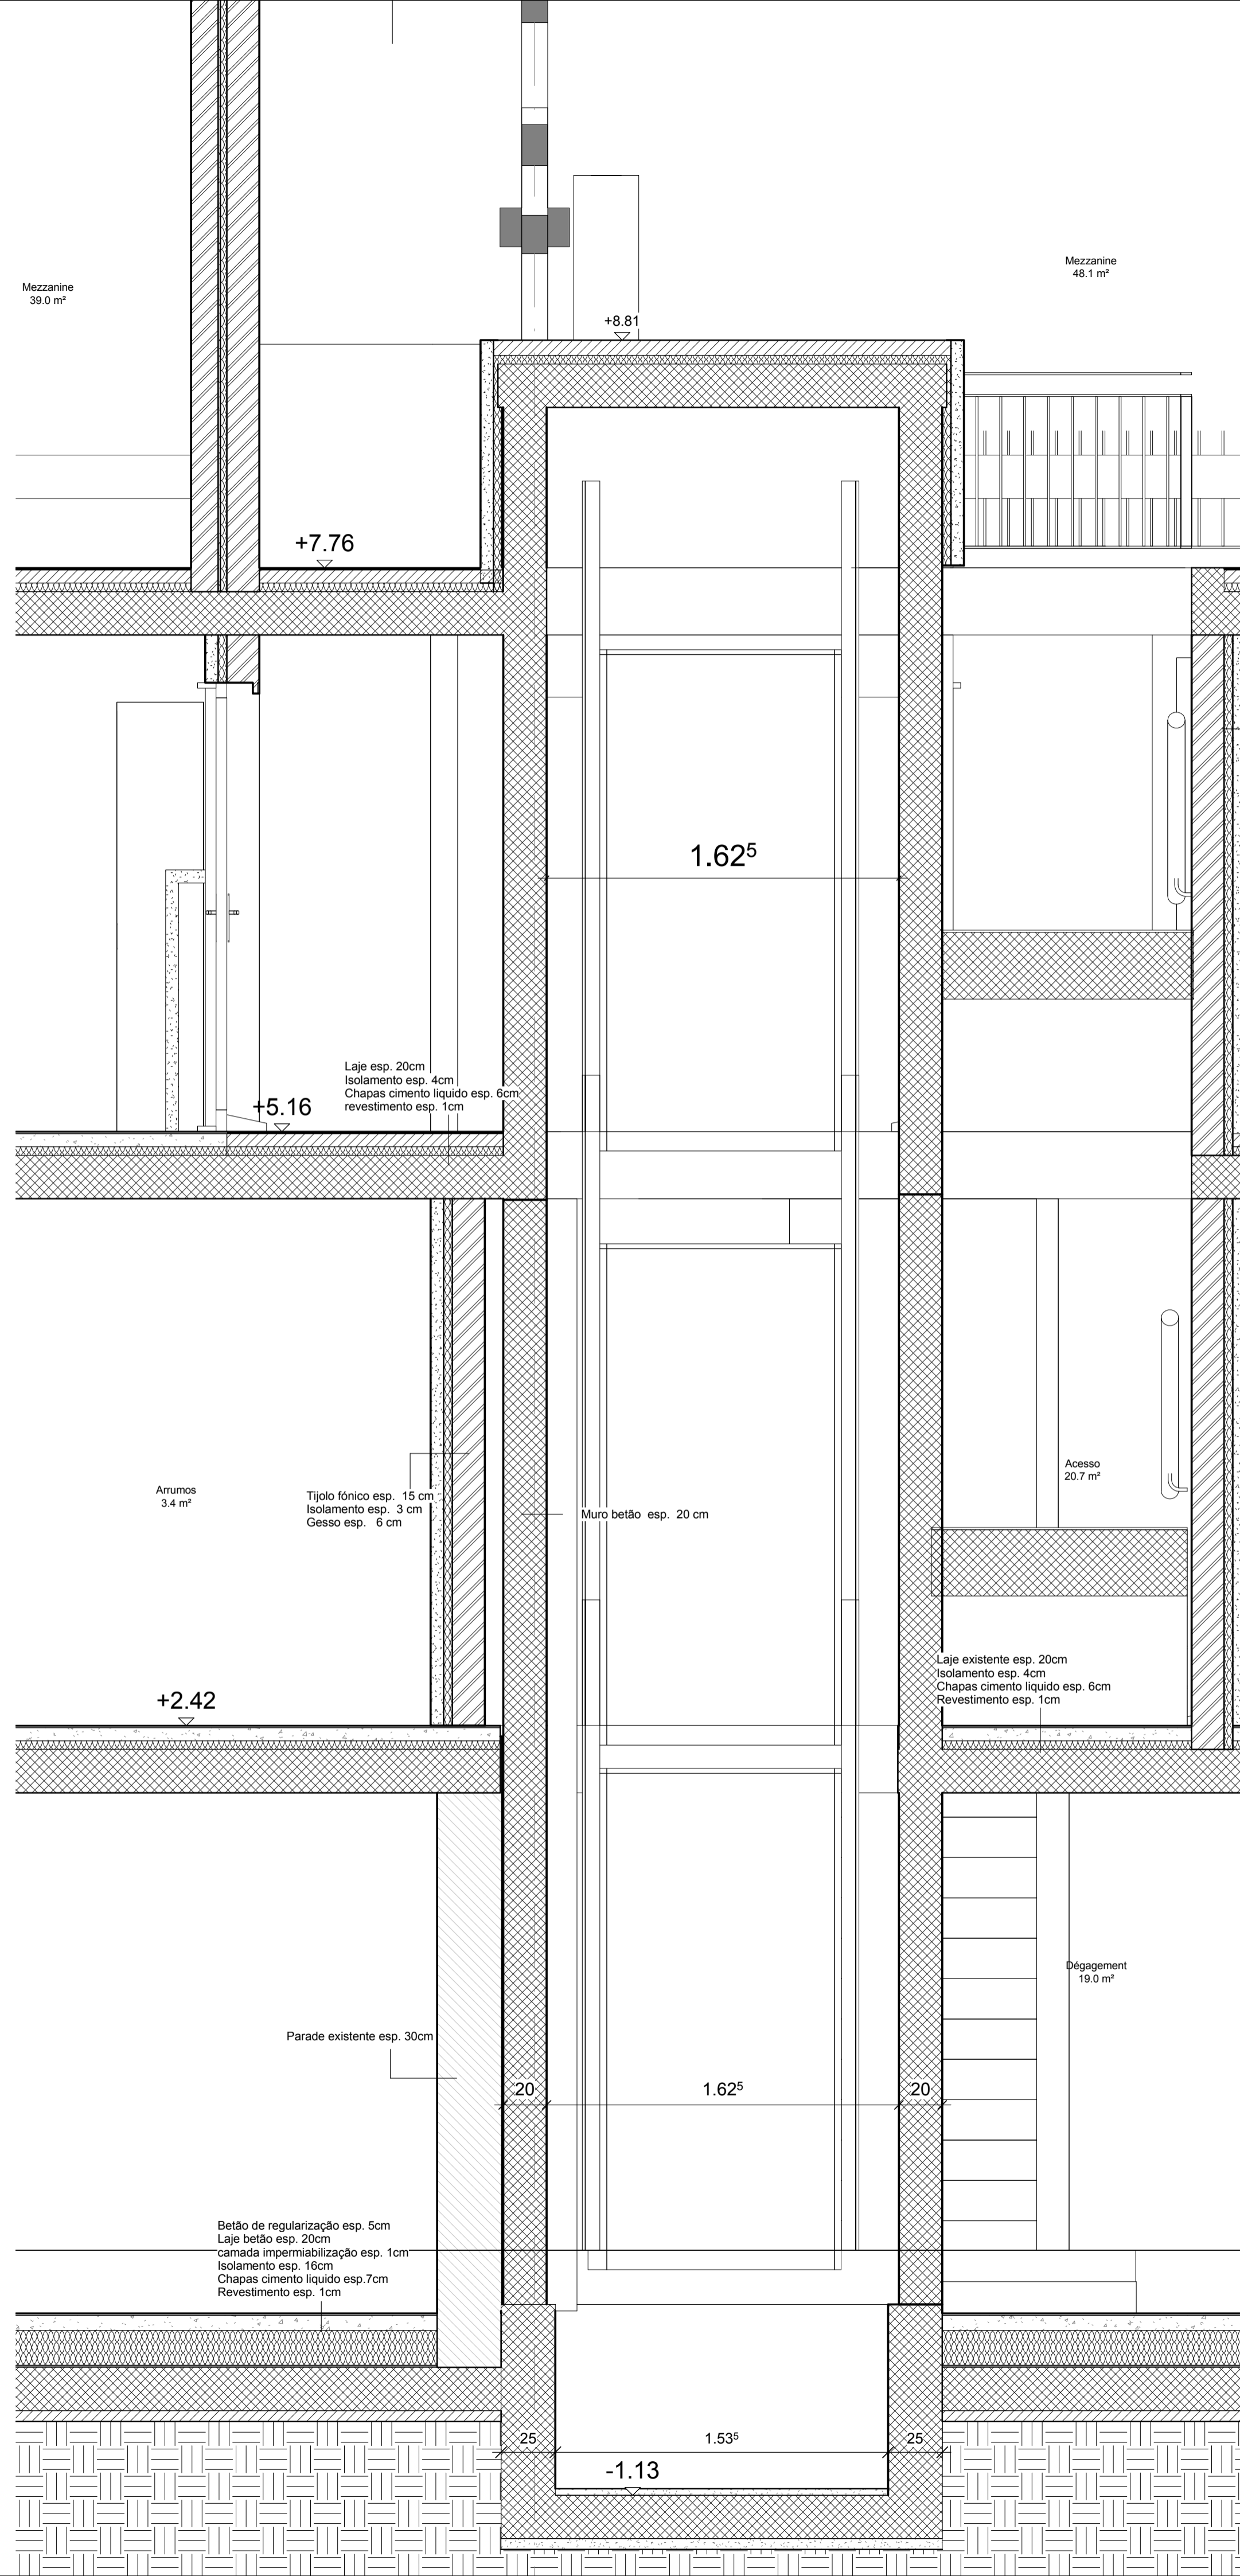 Mezzanine
48.1 m²
Mezzanine
39.0 m²
+8.81
+7.76
1.62⁵
Laje esp. 20cm
Isolamento esp. 4cm
Chapas cimento liquido esp. 6cm
revestimento esp. 1cm
+5.16
Acesso
20.7 m²
Arrumos
3.4 m²
Tijolo fónico esp. 15 cm
Isolamento esp. 3 cm
Gesso esp. 6 cm
Muro betão esp. 20 cm
Laje existente esp. 20cm
Isolamento esp. 4cm
Chapas cimento liquido esp. 6cm
Revestimento esp. 1cm
+2.42
Dégagement
19.0 m²
Parade existente esp. 30cm
20
1.62⁵
20
Betão de regularização esp. 5cm
Laje betão esp. 20cm
camada impermiabilização esp. 1cm
Isolamento esp. 16cm
Chapas cimento liquido esp.7cm
Revestimento esp. 1cm
25
1.53⁵
25
-1.13